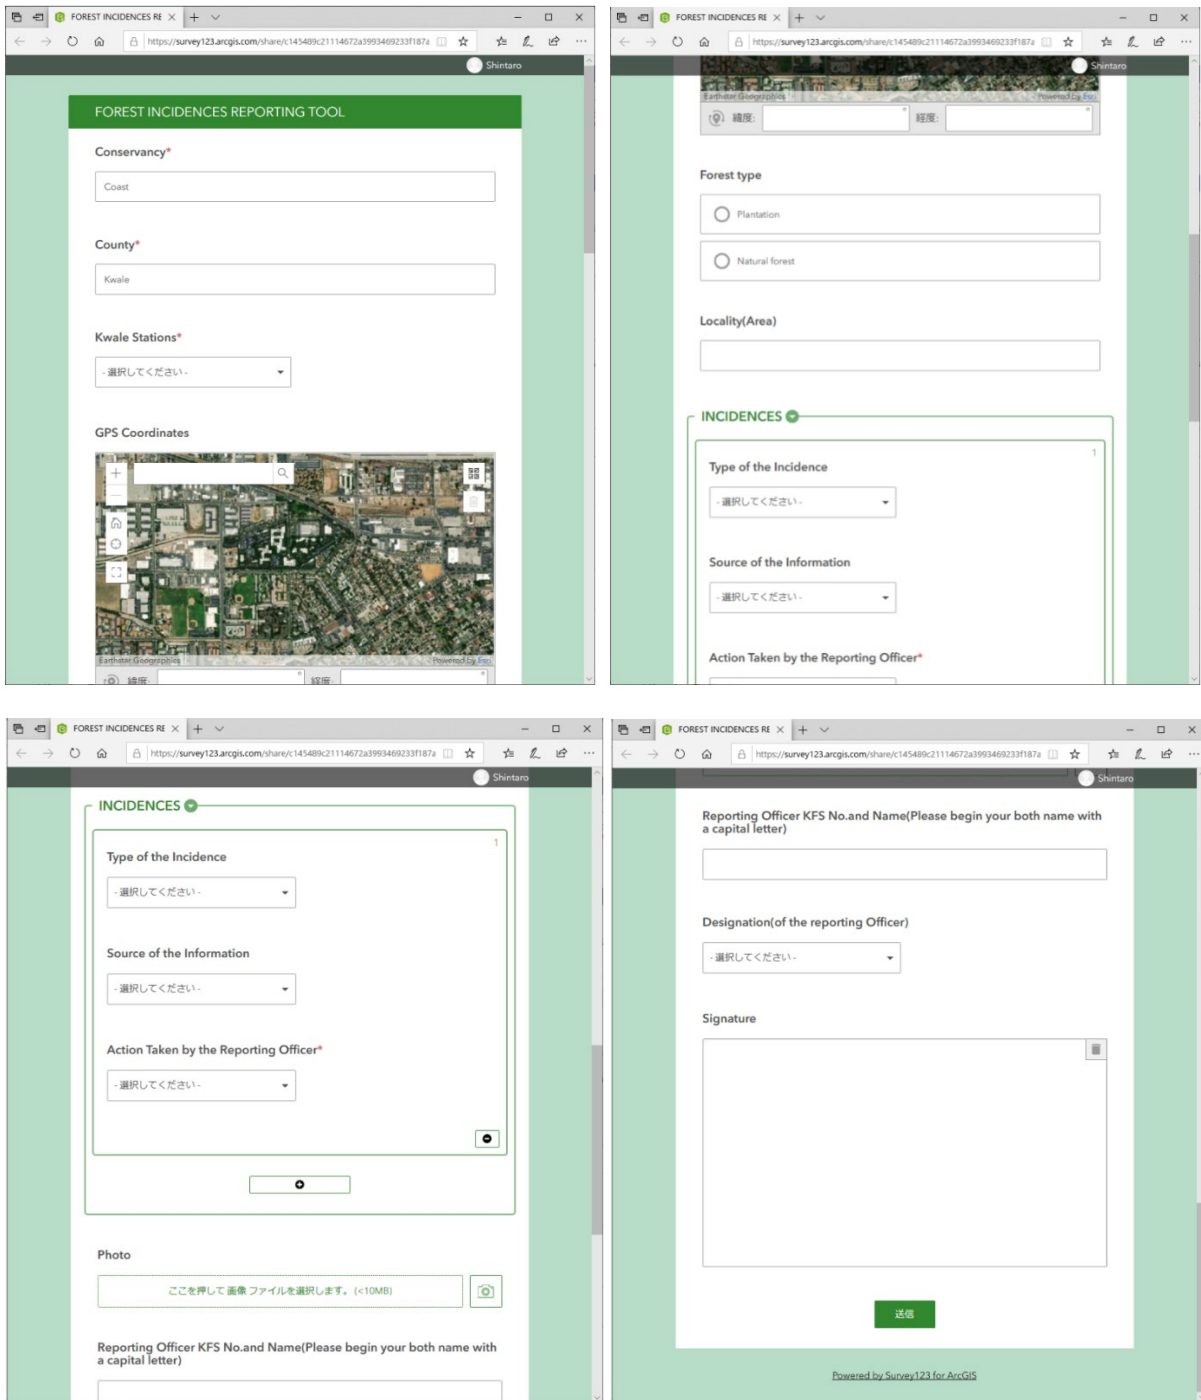 FOREST INCIDENCES RE
https://survey123.arcgis.com/share/c145489c21114672a3993469233f187a
Shintaro
FOREST INCIDENCES REPORTING TOOL
Conservancy*
Coast
County*
Kwale
Kwale Stations*
- 選択してください -
GPS Coordinates
Earthstar Geographics
Powered by Esri
緯度:
経度:
FOREST INCIDENCES RE
https://survey123.arcgis.com/share/c145489c21114672a3993469233f187a
Shintaro
Earthstar Geographics
Powered by Esri
緯度:
経度:
Forest type
Plantation
Natural forest
Locality(Area)
INCIDENCES
1
Type of the Incidence
- 選択してください -
Source of the Information
- 選択してください -
Action Taken by the Reporting Officer*
FOREST INCIDENCES RE
https://survey123.arcgis.com/share/c145489c21114672a3993469233f187a
Shintaro
INCIDENCES
1
Type of the Incidence
- 選択してください -
Source of the Information
- 選択してください -
Action Taken by the Reporting Officer*
- 選択してください -
Photo
ここを押して 画像 ファイルを選択します。(<10MB)
Reporting Officer KFS No.and Name(Please begin your both name with
a capital letter)
FOREST INCIDENCES RE
https://survey123.arcgis.com/share/c145489c21114672a3993469233f187a
Shintaro
Reporting Officer KFS No.and Name(Please begin your both name with
a capital letter)
Designation(of the reporting Officer)
- 選択してください -
Signature
送信
Powered by Survey123 for ArcGIS